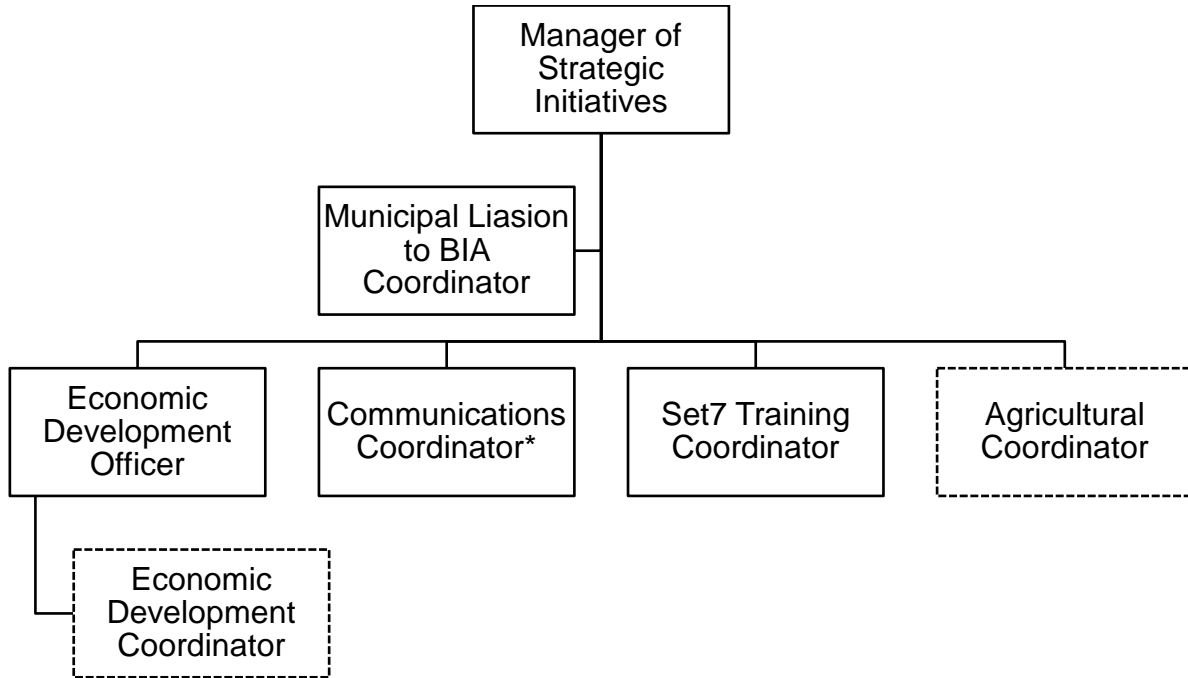 Manager of
Strategic
Initiatives
Municipal Liasion
to BIA
Coordinator
Economic
Development
Officer
Communications
Coordinator*
Set7 Training
Coordinator
Agricultural
Coordinator
Economic
Development
Coordinator